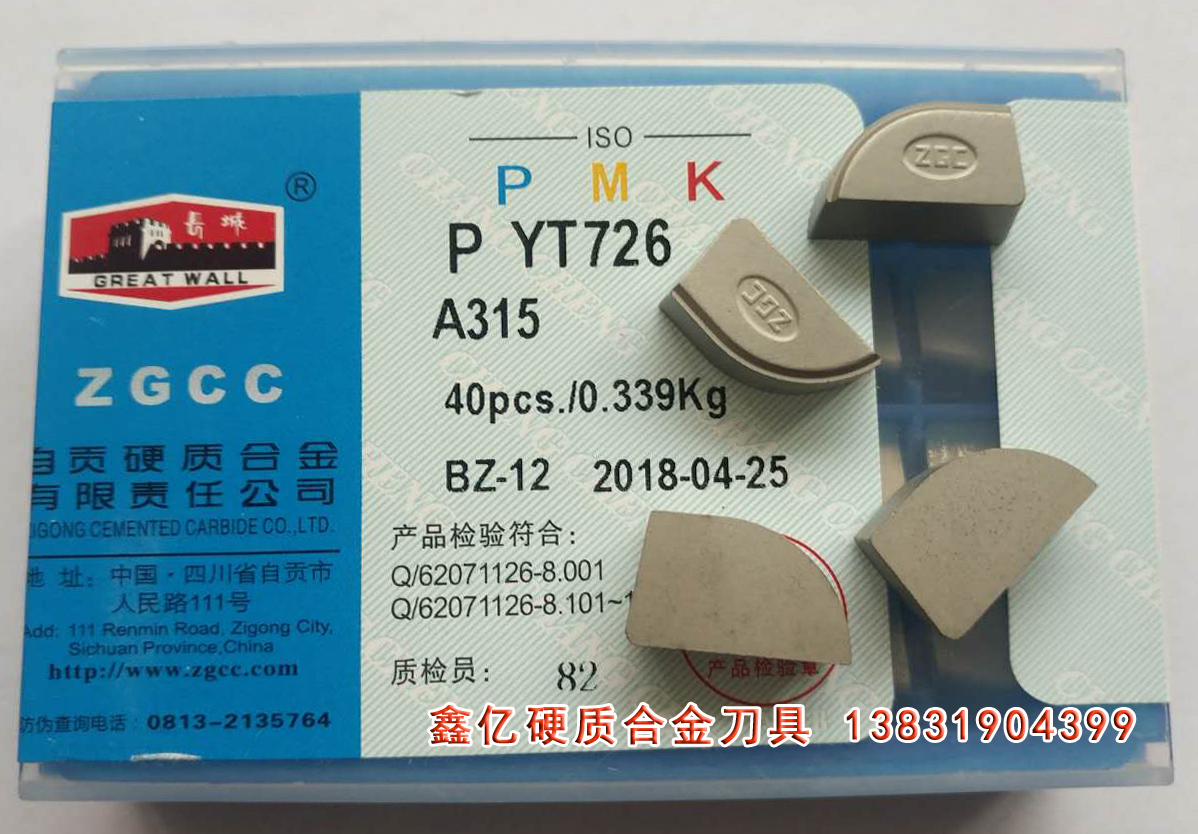 ISO
P M K
P YT726
A315
40pcs./0.339Kg
BZ-12 2018-04-25
产品检验符合:
Q/62071126-8.001
Q/62071126-8.101~
质检员: 82
产品检验章
®
長城
GREAT WALL
ZGCC
自贡硬质合金
有限责任公司
ZIGONG CEMENTED CARBIDE CO.,LTD.
地 址: 中国·四川省自贡市
人民路111号
Add: 111 Renmin Road, Zigong City,
Sichuan Province,China
http://www.zgcc.com
防伪查询电话: 0813-2135764
ZGC
ZGC
鑫亿硬质合金刀具 13831904399